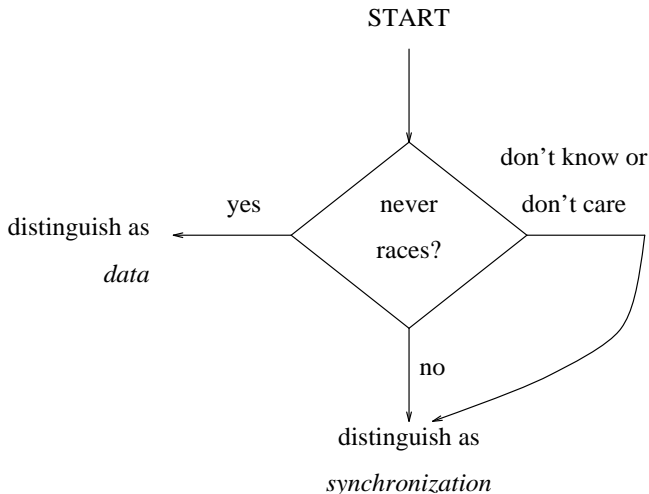 START
don't know or
don't care
yes
never
races?
distinguish as
data
no
distinguish as
synchronization